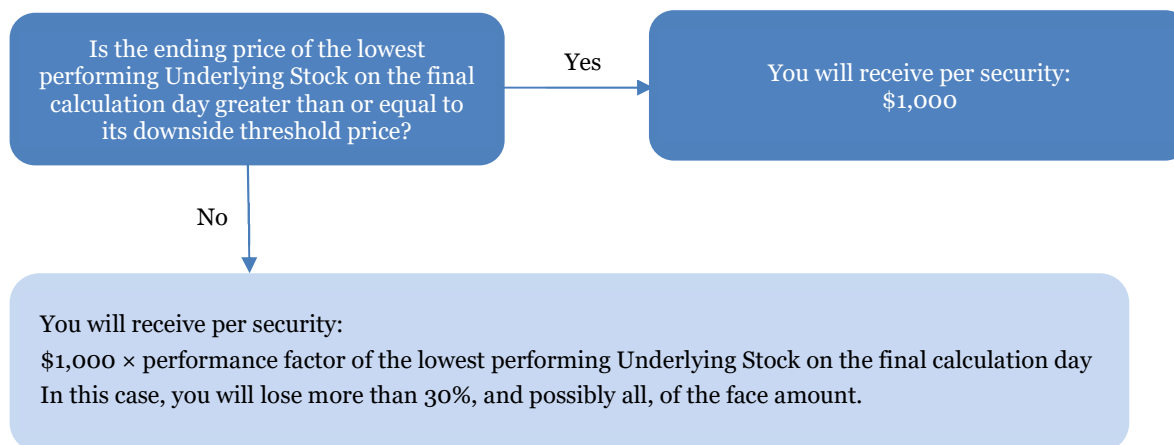 Is the ending price of the lowest
performing Underlying Stock on the final
calculation day greater than or equal to
its downside threshold price?
Yes
You will receive per security:
$1,000
No
You will receive per security:
$1,000 × performance factor of the lowest performing Underlying Stock on the final calculation day
In this case, you will lose more than 30%, and possibly all, of the face amount.